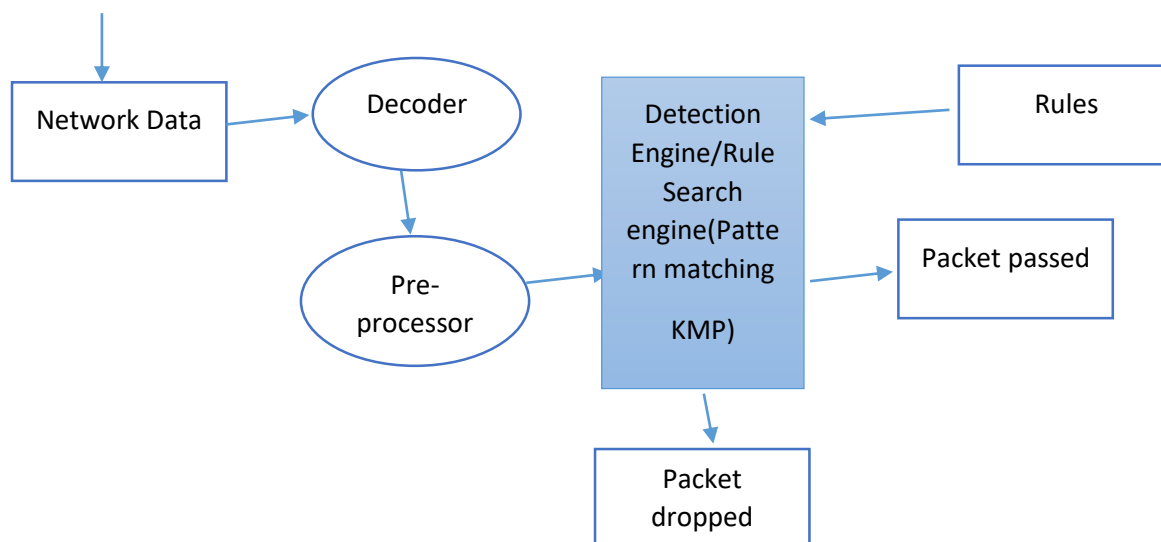 Network Data
Decoder
Pre-
processor
Detection
Engine/Rule
Search
engine(Patte
rn matching
KMP)
Rules
Packet passed
Packet
dropped